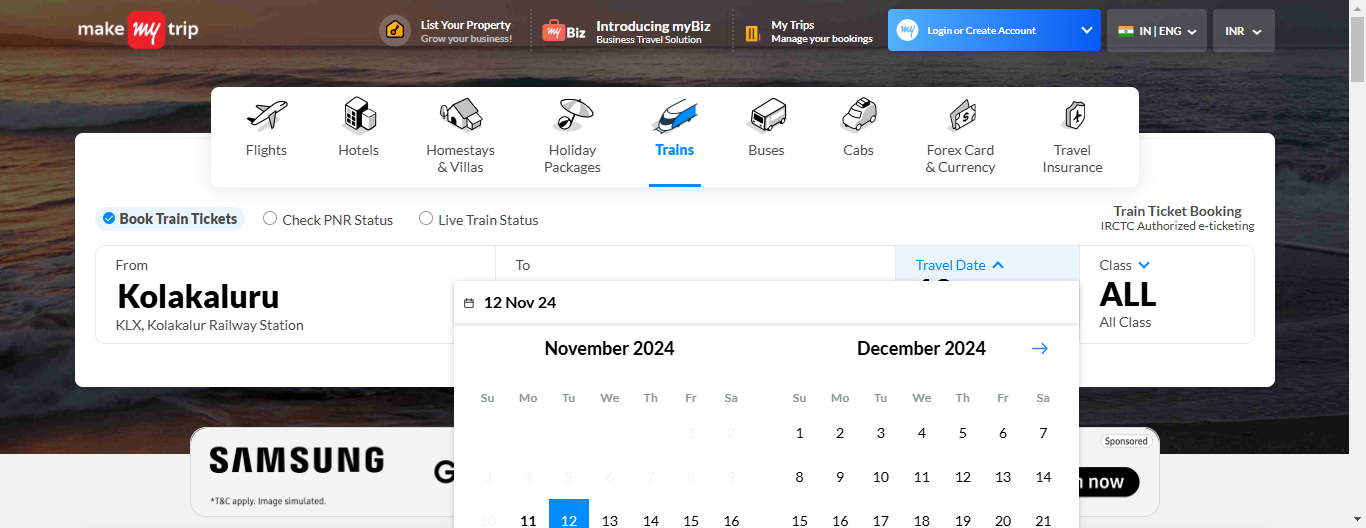 make my trip
List Your Property
Grow your business!
my Biz
Introducing myBiz
Business Travel Solution
My Trips
Manage your bookings
my
Login or Create Account
IN | ENG
INR
Flights
Hotels
Homestays
& Villas
Holiday
Packages
Trains
Buses
Cabs
Forex Card
& Currency
Travel
Insurance
Book Train Tickets
Check PNR Status
Live Train Status
Train Ticket Booking
IRCTC Authorized e-ticketing
From
Kolakaluru
KLX, Kolakalur Railway Station
To
Travel Date
Class
ALL
All Class
12 Nov 24
November 2024
December 2024
Su Mo Tu We Th Fr Sa
Su Mo Tu We Th Fr Sa
1 2
1 2 3 4 5 6 7
3 4 5 6 7 8 9
8 9 10 11 12 13 14
10 11 12 13 14 15 16
15 16 17 18 19 20 21
Sponsored
SAMSUNG
G
now
*T&C apply. Image simulated.